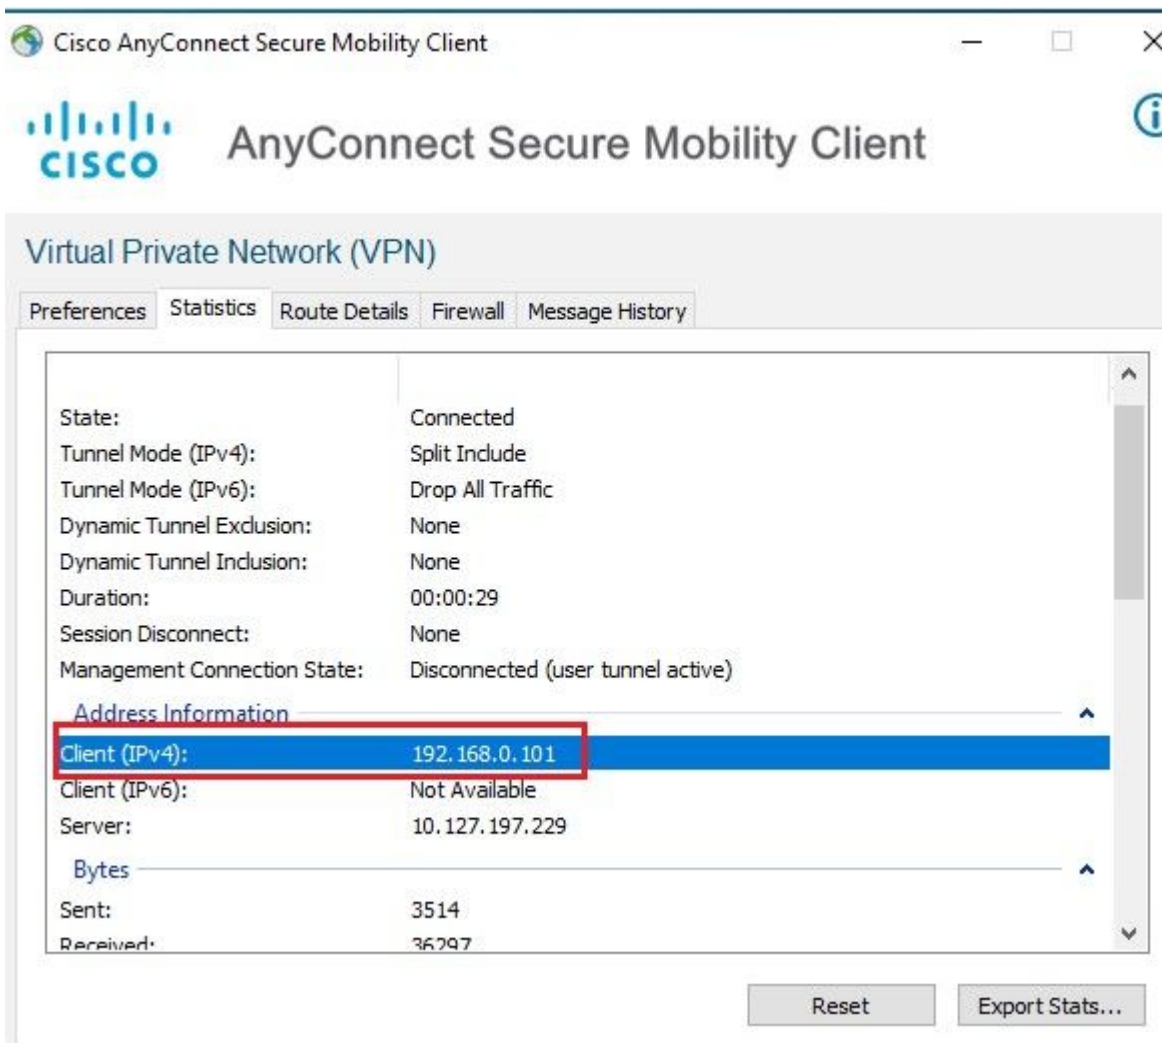 Cisco AnyConnect Secure Mobility Client
CISCO
AnyConnect Secure Mobility Client
Virtual Private Network (VPN)
Preferences Statistics Route Details Firewall Message History
State: Connected
Tunnel Mode (IPv4): Split Include
Tunnel Mode (IPv6): Drop All Traffic
Dynamic Tunnel Exclusion: None
Dynamic Tunnel Inclusion: None
Duration: 00:00:29
Session Disconnect: None
Management Connection State: Disconnected (user tunnel active)
Address Information
Client (IPv4): 192.168.0.101
Client (IPv6): Not Available
Server: 10.127.197.229
Bytes
Sent: 3514
Received: 36297
Reset Export Stats...